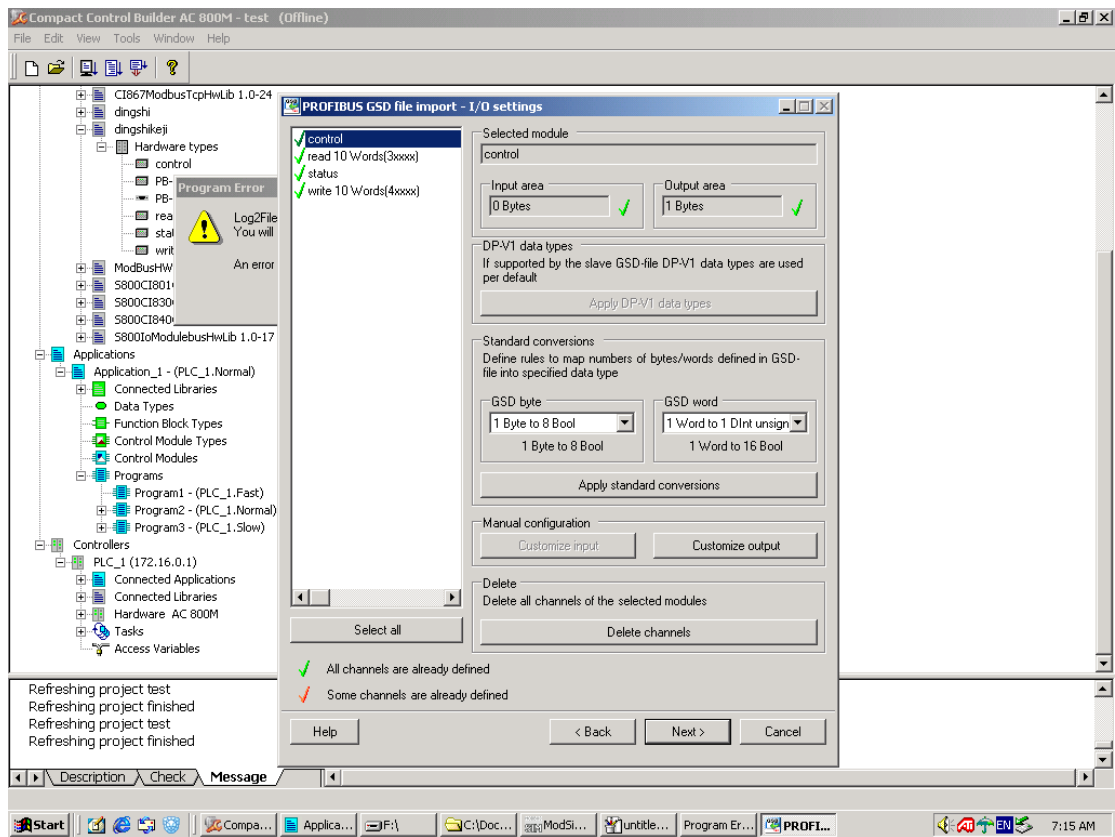 Compact Control Builder AC 800M - test (Offline)
File Edit View Tools Window Help
CI867ModbusTcpHwLib 1.0-24
dingshi
dingshikeji
Hardware types
control
PB-
PB-
rea
stat
writ
ModBusHW
S800CI801
S800CI830
S800CI840
S800IoModulebusHwLib 1.0-17
Applications
Application_1 - (PLC_1.Normal)
Connected Libraries
Data Types
Function Block Types
Control Module Types
Control Modules
Programs
Program1 - (PLC_1.Fast)
Program2 - (PLC_1.Normal)
Program3 - (PLC_1.Slow)
Controllers
PLC_1 (172.16.0.1)
Connected Applications
Connected Libraries
Hardware AC 800M
Tasks
Access Variables
Program Error
Log2File
You will
An error
PROFIBUS GSD file import - I/O settings
control
read 10 Words(3xxxx)
status
write 10 Words(4xxxx)
Select all
Selected module
control
Input area
0 Bytes
Output area
1 Bytes
DP-V1 data types
If supported by the slave GSD-file DP-V1 data types are used
per default
Apply DP-V1 data types
Standard conversions
Define rules to map numbers of bytes/words defined in GSD-
file into specified data type
GSD byte
1 Byte to 8 Bool
1 Byte to 8 Bool
GSD word
1 Word to 1 DInt unsign
1 Word to 16 Bool
Apply standard conversions
Manual configuration
Customize input
Customize output
Delete
Delete all channels of the selected modules
Delete channels
All channels are already defined
Some channels are already defined
Help
< Back
Next >
Cancel
Refreshing project test
Refreshing project finished
Refreshing project test
Refreshing project finished
Description Check Message
Start Compa... Applica... F:\ C:\Doc... ModSi... untitle... Program Er... PROFI... EN 7:15 AM